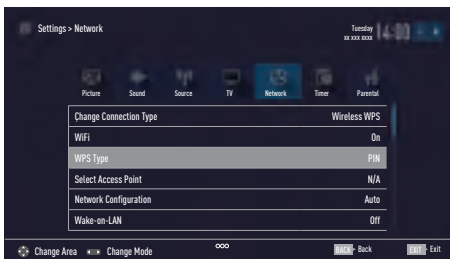 Settings > Network
Tuesday
xx xxx xxxx
14:00
Picture Sound Source TV Network Timer Parental
Change Connection Type Wireless WPS
WiFi On
WPS Type PIN
Select Access Point N/A
Network Configuration Auto
Wake-on-LAN Off
Change Area Change Mode BACK - Back EXIT - Exit